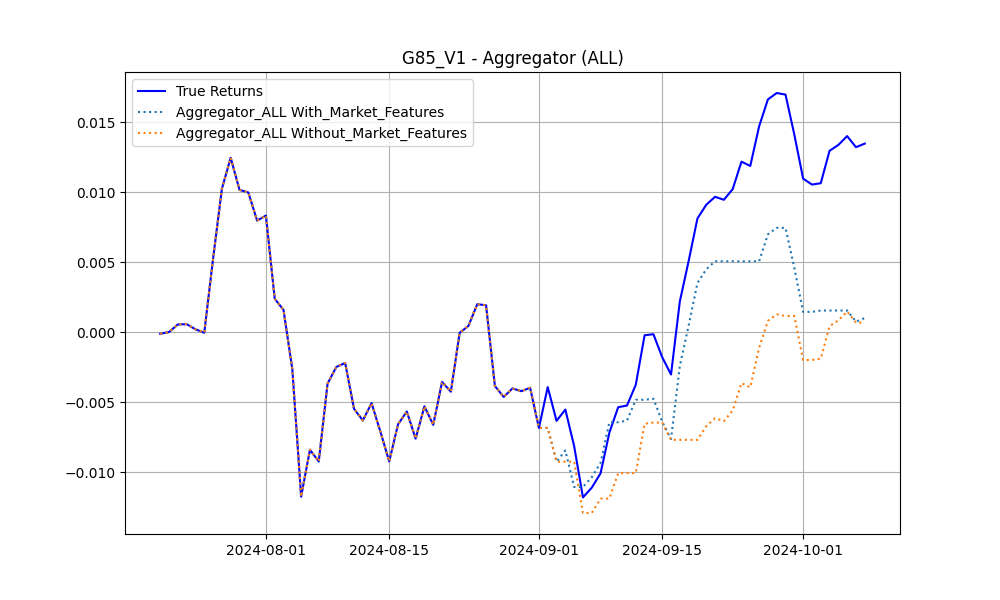 G85_V1 - Aggregator (ALL)
True Returns
Aggregator_ALL With_Market_Features
Aggregator_ALL Without_Market_Features
0.015
0.010
0.005
0.000
−0.005
−0.010
2024-08-01
2024-08-15
2024-09-01
2024-09-15
2024-10-01